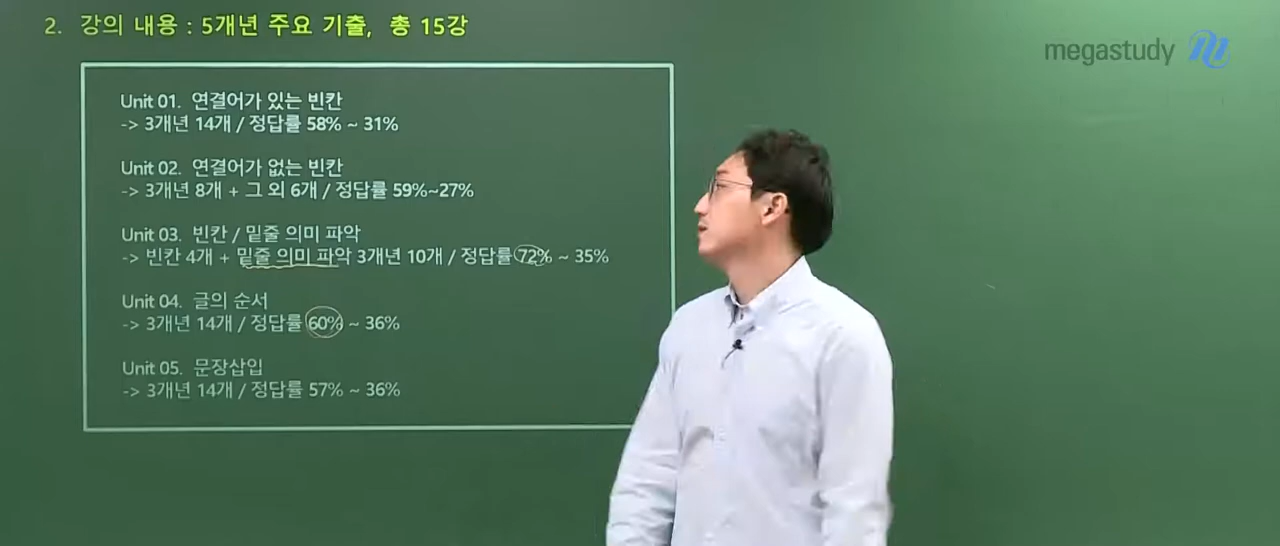 2. 강의 내용 : 5개년 주요 기출, 총 15강
megastudy
Unit 01. 연결어가 있는 빈칸
-> 3개년 14개 / 정답률 58% ~ 31%
Unit 02. 연결어가 없는 빈칸
-> 3개년 8개 + 그 외 6개 / 정답률 59%~27%
Unit 03. 빈칸 / 밑줄 의미 파악
-> 빈칸 4개 + 밑줄 의미 파악 3개년 10개 / 정답률 72% ~ 35%
Unit 04. 글의 순서
-> 3개년 14개 / 정답률 60% ~ 36%
Unit 05. 문장삽입
-> 3개년 14개 / 정답률 57% ~ 36%